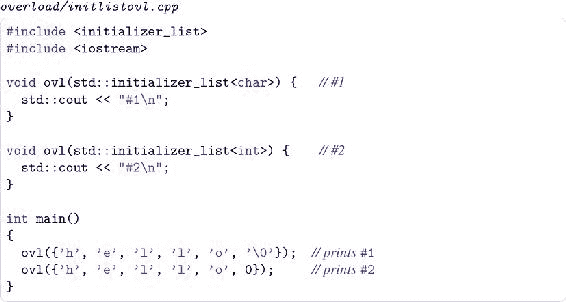 overload/initlistovl.cpp
#include <initializer_list>
#include <iostream>
void ovl(std::initializer_list<char>) { // #1
std::cout << "#1\n";
}
void ovl(std::initializer_list<int>) { // #2
std::cout << "#2\n";
}
int main()
{
ovl({’h’, ’e’, ’l’, ’l’, ’o’, ’\0’}); // prints #1
ovl({’h’, ’e’, ’l’, ’l’, ’o’, 0}); // prints #2
}